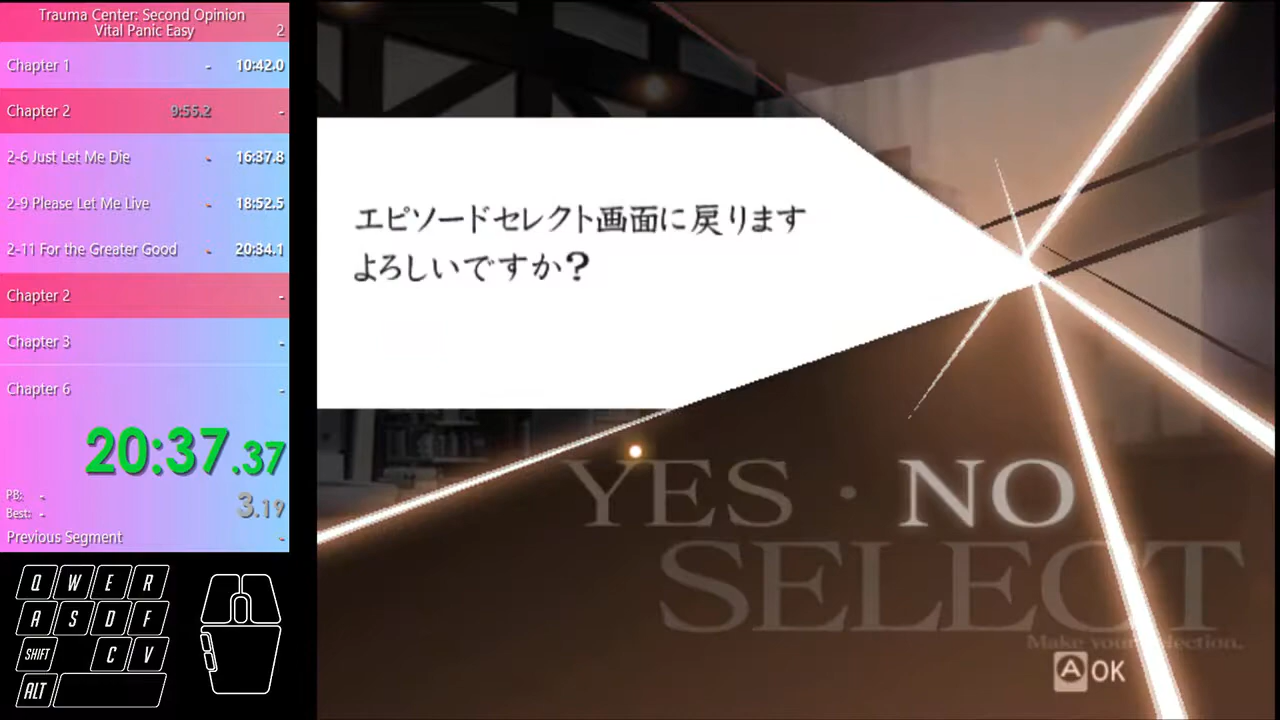 Trauma Center: Second Opinion
Vital Panic Easy 2
Chapter 1 - 10:42.0
Chapter 2 9:55.2 -
2-6 Just Let Me Die - 16:37.8
2-9 Please Let Me Live - 18:52.5
2-11 For the Greater Good - 20:34.1
Chapter 2 -
Chapter 3 -
Chapter 6 -
20:37.37
PB: -
3.19
Best: -
Previous Segment -
Q W E R
A S D F
SHIFT C V
ALT
エピソードセレクト画面に戻ります
よろしいですか?
YES・NO
SELECT
Make your selection.
A OK